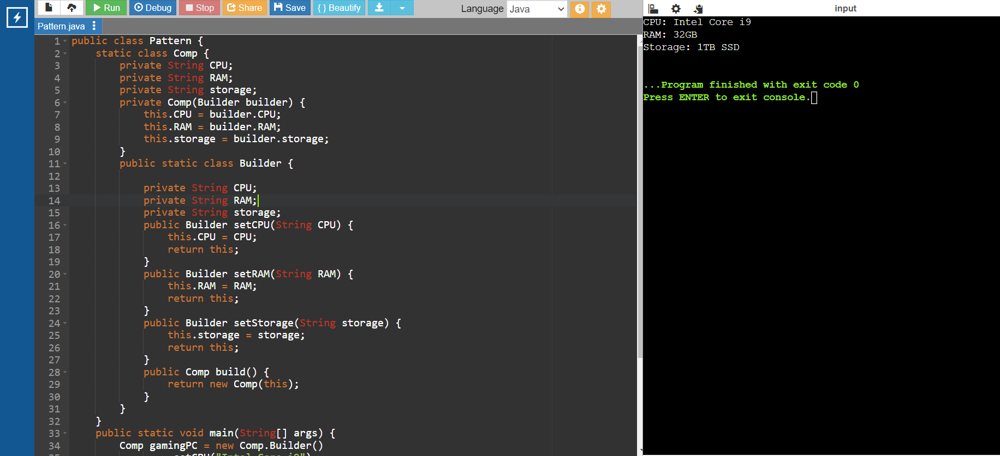 Run Debug Stop Share Save { } Beautify Language Java
Pattern.java
1 public class Pattern {
2 static class Comp {
3 private String CPU;
4 private String RAM;
5 private String storage;
6 private Comp(Builder builder) {
7 this.CPU = builder.CPU;
8 this.RAM = builder.RAM;
9 this.storage = builder.storage;
10 }
11 public static class Builder {
12
13 private String CPU;
14 private String RAM;
15 private String storage;
16 public Builder setCPU(String CPU) {
17 this.CPU = CPU;
18 return this;
19 }
20 public Builder setRAM(String RAM) {
21 this.RAM = RAM;
22 return this;
23 }
24 public Builder setStorage(String storage) {
25 this.storage = storage;
26 return this;
27 }
28 public Comp build() {
29 return new Comp(this);
30 }
31 }
32 }
33 public static void main(String[] args) {
34 Comp gamingPC = new Comp.Builder()
.setCPU("Intel Core i9")
input
CPU: Intel Core i9
RAM: 32GB
Storage: 1TB SSD
...Program finished with exit code 0
Press ENTER to exit console.